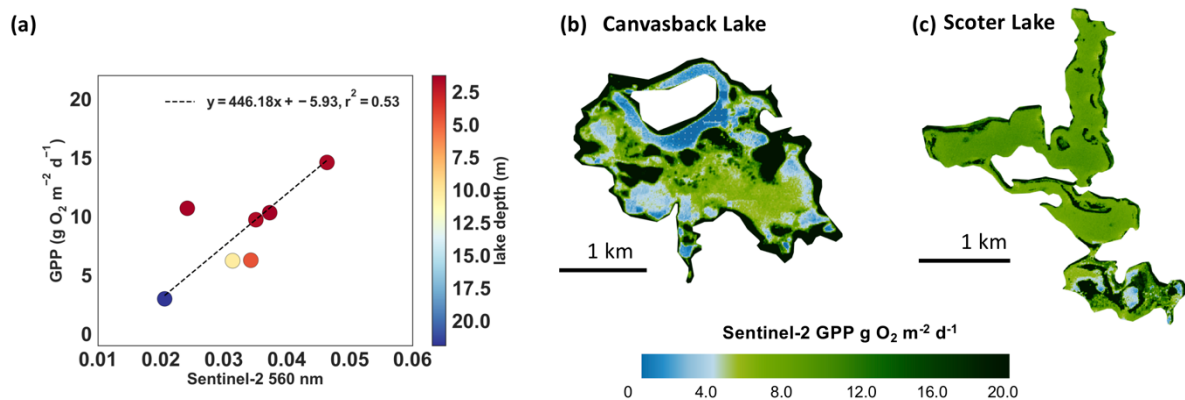 (a)
y = 446.18x + − 5.93, r² = 0.53
20
15
10
5
0
GPP (g O₂ m⁻² d⁻¹)
0.01 0.02 0.03 0.04 0.05 0.06
Sentinel-2 560 nm
2.5
5.0
7.5
10.0
12.5
15.0
17.5
20.0
lake depth (m)
(b) Canvasback Lake
1 km
(c) Scoter Lake
1 km
Sentinel-2 GPP g O₂ m⁻² d⁻¹
0 4.0 8.0 12.0 16.0 20.0